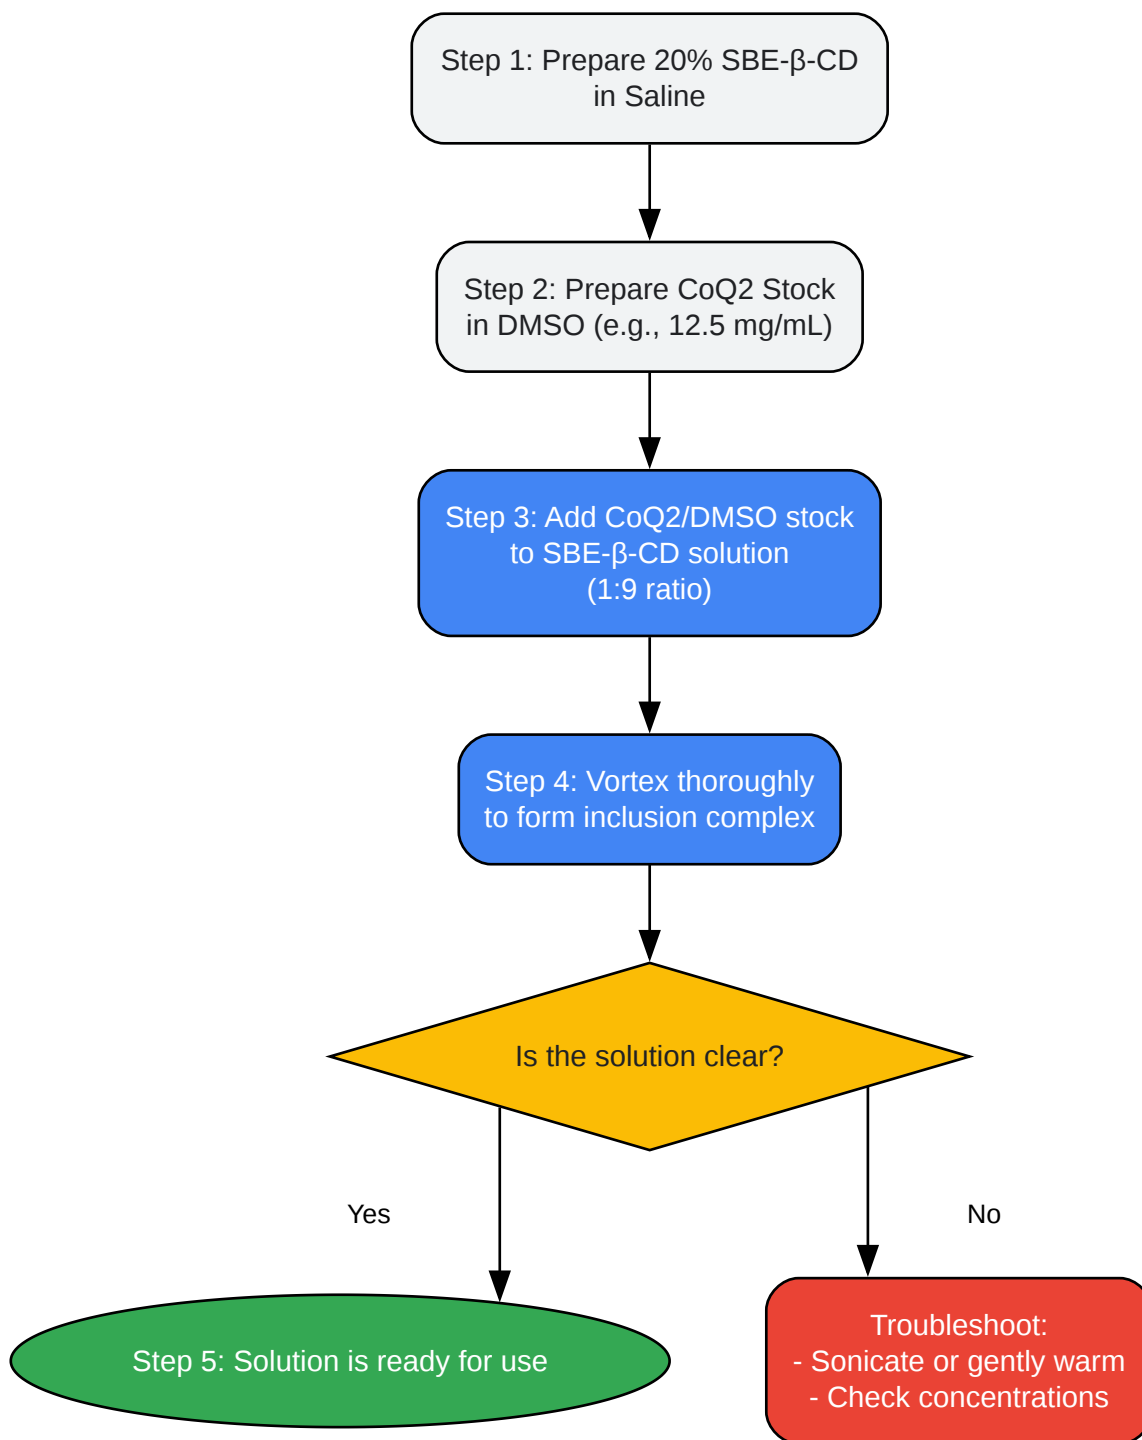 Step 1: Prepare 20% SBE-β-CD
in Saline
Step 2: Prepare CoQ2 Stock
in DMSO (e.g., 12.5 mg/mL)
Step 3: Add CoQ2/DMSO stock
to SBE-β-CD solution
(1:9 ratio)
Step 4: Vortex thoroughly
to form inclusion complex
Is the solution clear?
Yes
No
Step 5: Solution is ready for use
Troubleshoot:
- Sonicate or gently warm
- Check concentrations